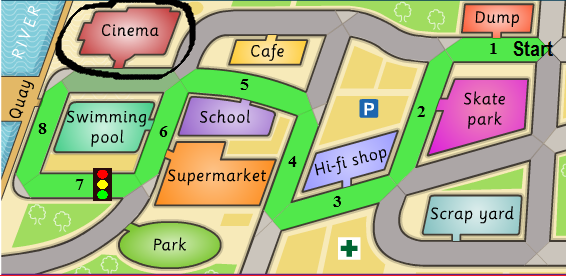 RIVER
Quay
Cinema
Cafe
Dump
1 Start
Swimming
pool
School
Supermarket
Park
P
Hi-fi shop
Skate
park
Scrap yard
2
3
4
5
6
7
8